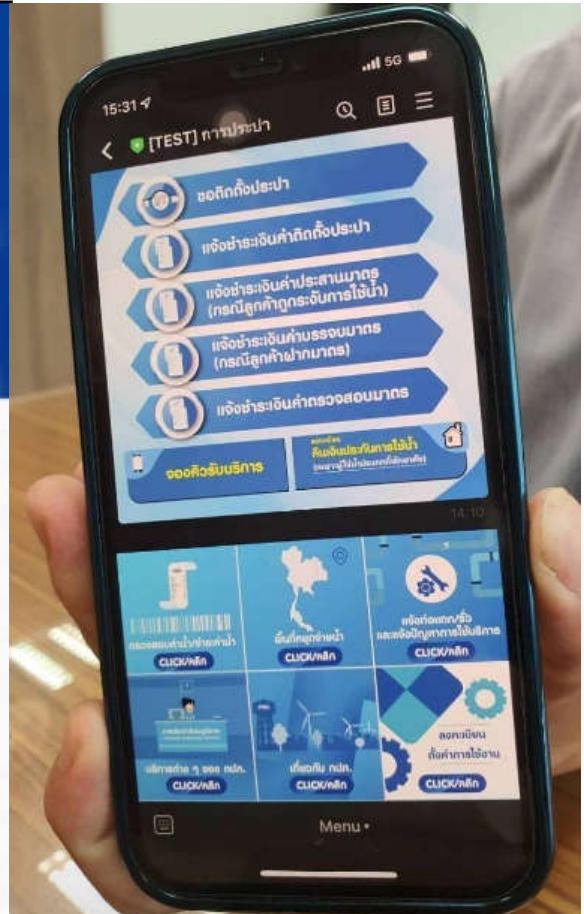 15:31
5G
[TEST] การประปา
ขอติดตั้งประปา
แจ้งชำระเงินค่าติดตั้งประปา
แจ้งชำระเงินค่าประสานมาตร
(กรณีลูกค้าถูกระงับการใช้น้ำ)
แจ้งชำระเงินค่าบรรจบมาตร
(กรณีลูกค้าฝากมาตร)
แจ้งชำระเงินค่าตรวจสอบมาตร
จองคิวรับบริการ
คืนเงินประกันการใช้น้ำ
14:10
ตรวจสอบค่าน้ำ/ชำระค่าน้ำ
CLICK/คลิก
พื้นที่หยุดจ่ายน้ำ
CLICK/คลิก
แจ้งท่อแตก/รั่ว
และแจ้งปัญหาการใช้บริการ
CLICK/คลิก
บริการต่าง ๆ ของ กปภ.
CLICK/คลิก
เกี่ยวกับ กปภ.
CLICK/คลิก
ลงทะเบียน
ตั้งค่าการใช้งาน
CLICK/คลิก
Menu